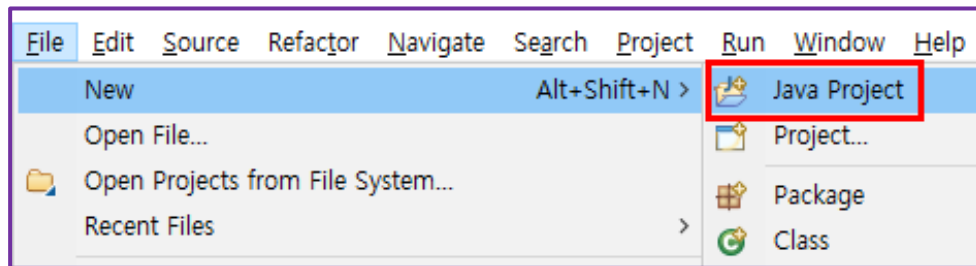 File Edit Source Refactor Navigate Search Project Run Window Help
New Alt+Shift+N > Java Project
Open File... Project...
Open Projects from File System... Package
Recent Files > Class